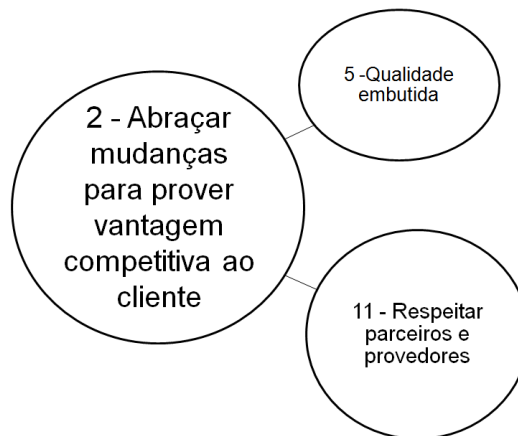 2 - Abraçar
mudanças
para prover
vantagem
competitiva ao
cliente
5 -Qualidade
embutida
11 - Respeitar
parceiros e
provedores